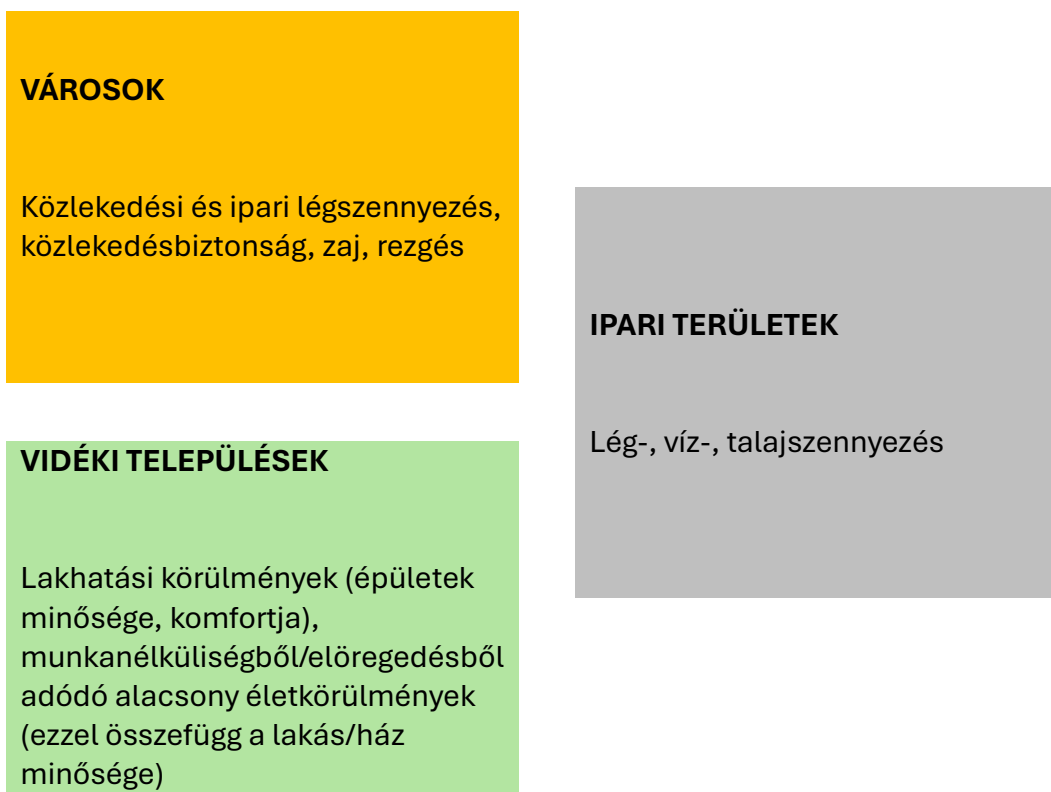 VÁROSOK
Közlekedési és ipari légszennyezés,
közlekedésbiztonság, zaj, rezgés
VIDÉKI TELEPÜLÉSEK
Lakhatási körülmények (épületek
minősége, komfortja),
munkanélküliségből/elöregedésből
adódó alacsony életkörülmények
(ezzel összefügg a lakás/ház
minősége)
IPARI TERÜLETEK
Lég-, víz-, talajszennyezés